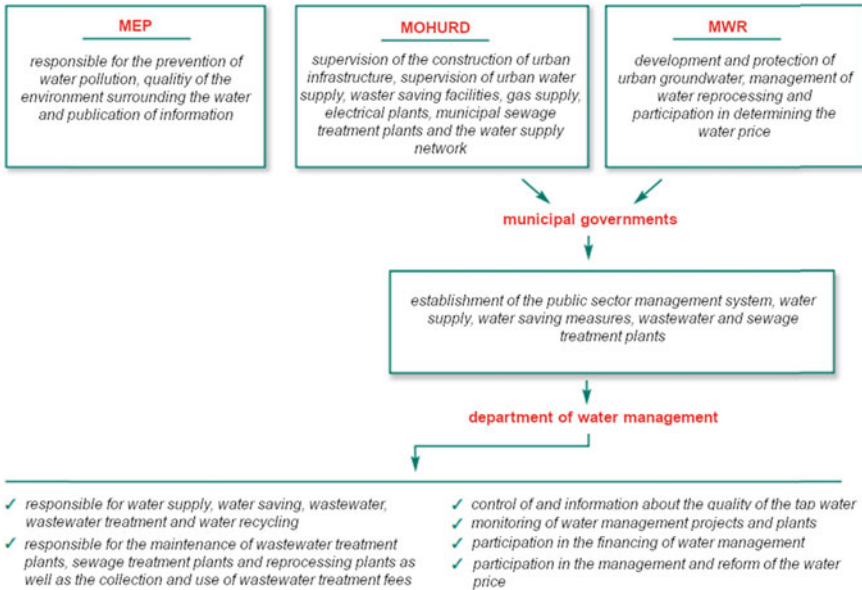 MEP
responsible for the prevention of
water pollution, qualitiy of the
environment surrounding the water
and publication of information
MOHURD
supervision of the construction of urban
infrastructure, supervision of urban water
supply, waster saving facilities, gas supply,
electrical plants, municipal sewage
treatment plants and the water supply
network
MWR
development and protection of
urban groundwater, management of
water reprocessing and
participation in determining the
water price
municipal governments
establishment of the public sector management system, water
supply, water saving measures, wastewater and sewage
treatment plants
department of water management
✓ responsible for water supply, water saving, wastewater,
wastewater treatment and water recycling
✓ responsible for the maintenance of wastewater treatment
plants, sewage treatment plants and reprocessing plants as
well as the collection and use of wastewater treatment fees
✓ control of and information about the quality of the tap water
✓ monitoring of water management projects and plants
✓ participation in the financing of water management
✓ participation in the management and reform of the water
price